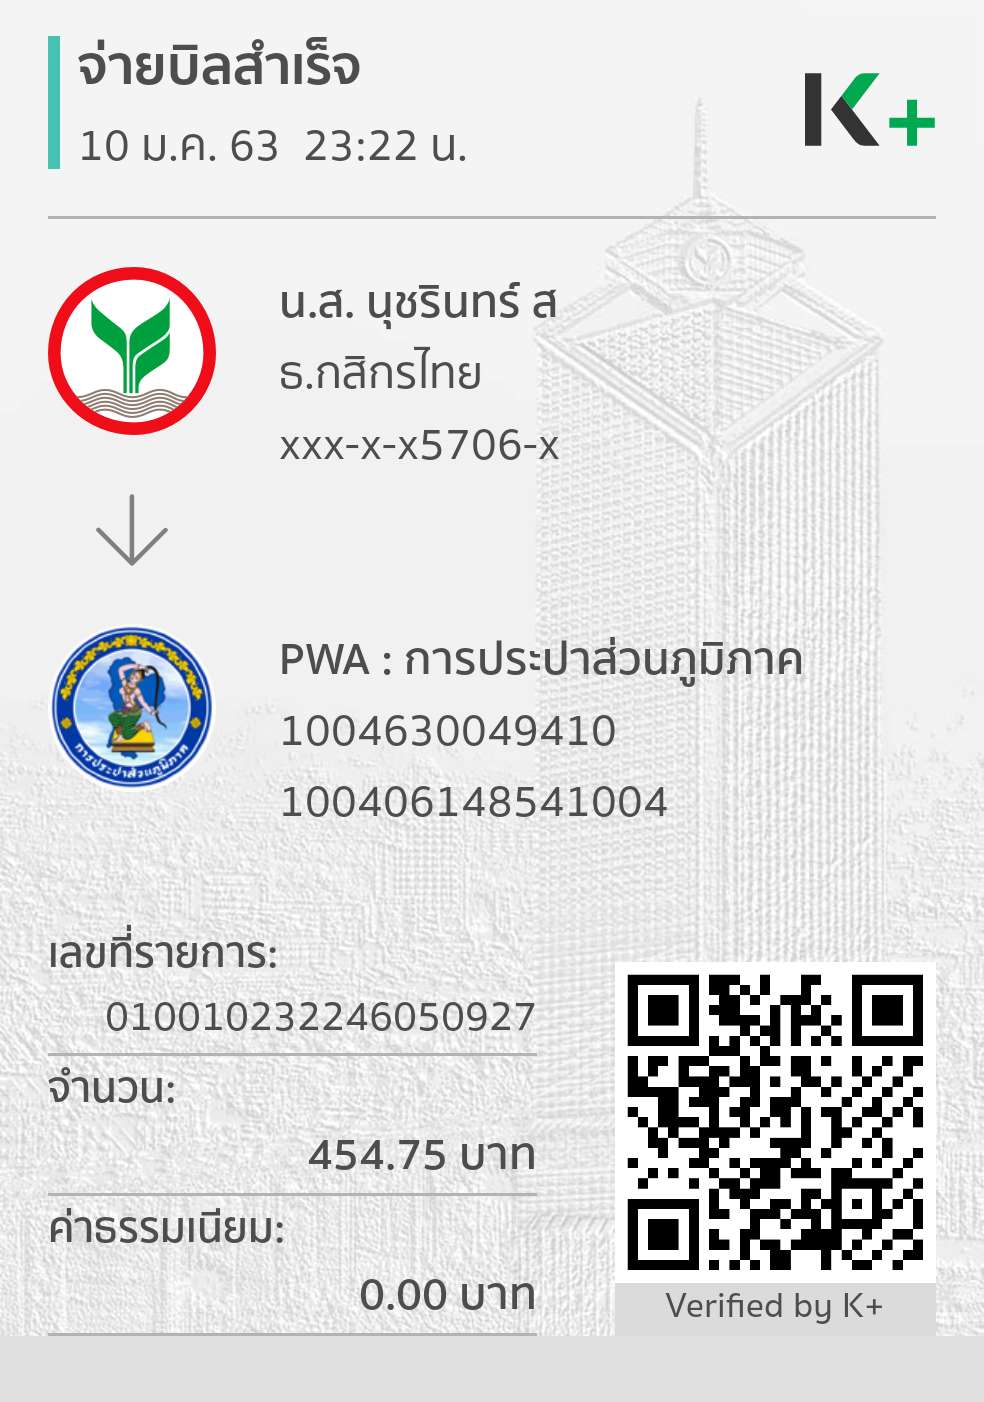 จ่ายบิลสำเร็จ
10 ม.ค. 63 23:22 น.
K+
น.ส. นุชรินทร์ ส
ธ.กสิกรไทย
xxx-x-x5706-x
การประปาส่วนภูมิภาค
PWA : การประปาส่วนภูมิภาค
1004630049410
100406148541004
เลขที่รายการ:
010010232246050927
จำนวน:
454.75 บาท
ค่าธรรมเนียม:
0.00 บาท
Verified by K+